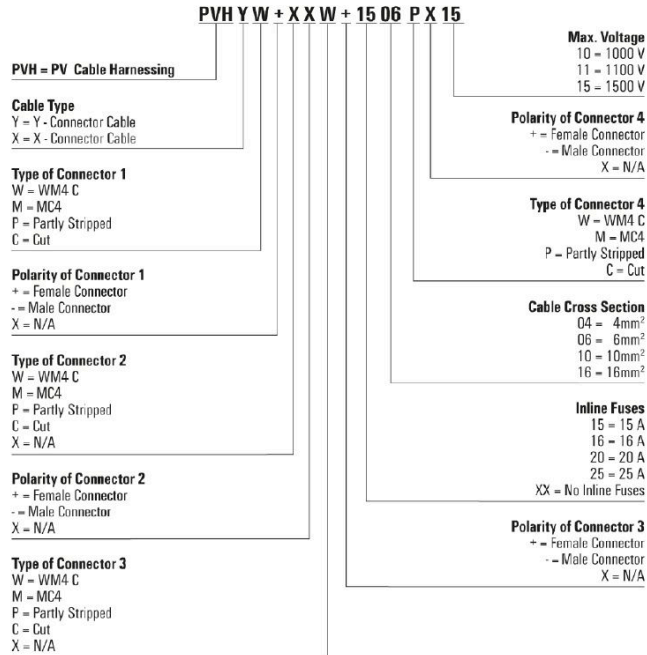 PVH Y W + X X W + 15 06 P X 15
PVH = PV Cable Harnessing
Cable Type
Y = Y - Connector Cable
X = X - Connector Cable
Type of Connector 1
W = WM4 C
M = MC4
P = Partly Stripped
C = Cut
Polarity of Connector 1
+ = Female Connector
- = Male Connector
X = N/A
Type of Connector 2
W = WM4 C
M = MC4
P = Partly Stripped
C = Cut
X = N/A
Polarity of Connector 2
+ = Female Connector
- = Male Connector
X = N/A
Type of Connector 3
W = WM4 C
M = MC4
P = Partly Stripped
C = Cut
X = N/A
Max. Voltage
10 = 1000 V
11 = 1100 V
15 = 1500 V
Polarity of Connector 4
+ = Female Connector
- = Male Connector
X = N/A
Type of Connector 4
W = WM4 C
M = MC4
P = Partly Stripped
C = Cut
Cable Cross Section
04 = 4mm²
06 = 6mm²
10 = 10mm²
16 = 16mm²
Inline Fuses
15 = 15 A
16 = 16 A
20 = 20 A
25 = 25 A
XX = No Inline Fuses
Polarity of Connector 3
+ = Female Connector
- = Male Connector
X = N/A